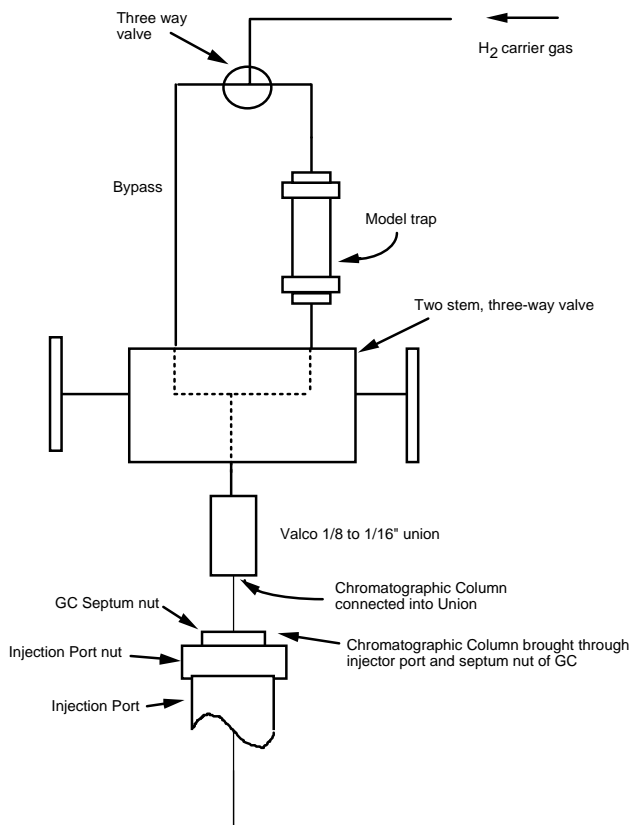 Three way
valve
H2 carrier gas
Bypass
Model trap
Two stem, three-way valve
Valco 1/8 to 1/16" union
Chromatographic Column
connected into Union
GC Septum nut
Chromatographic Column brought through
injector port and septum nut of GC
Injection Port nut
Injection Port